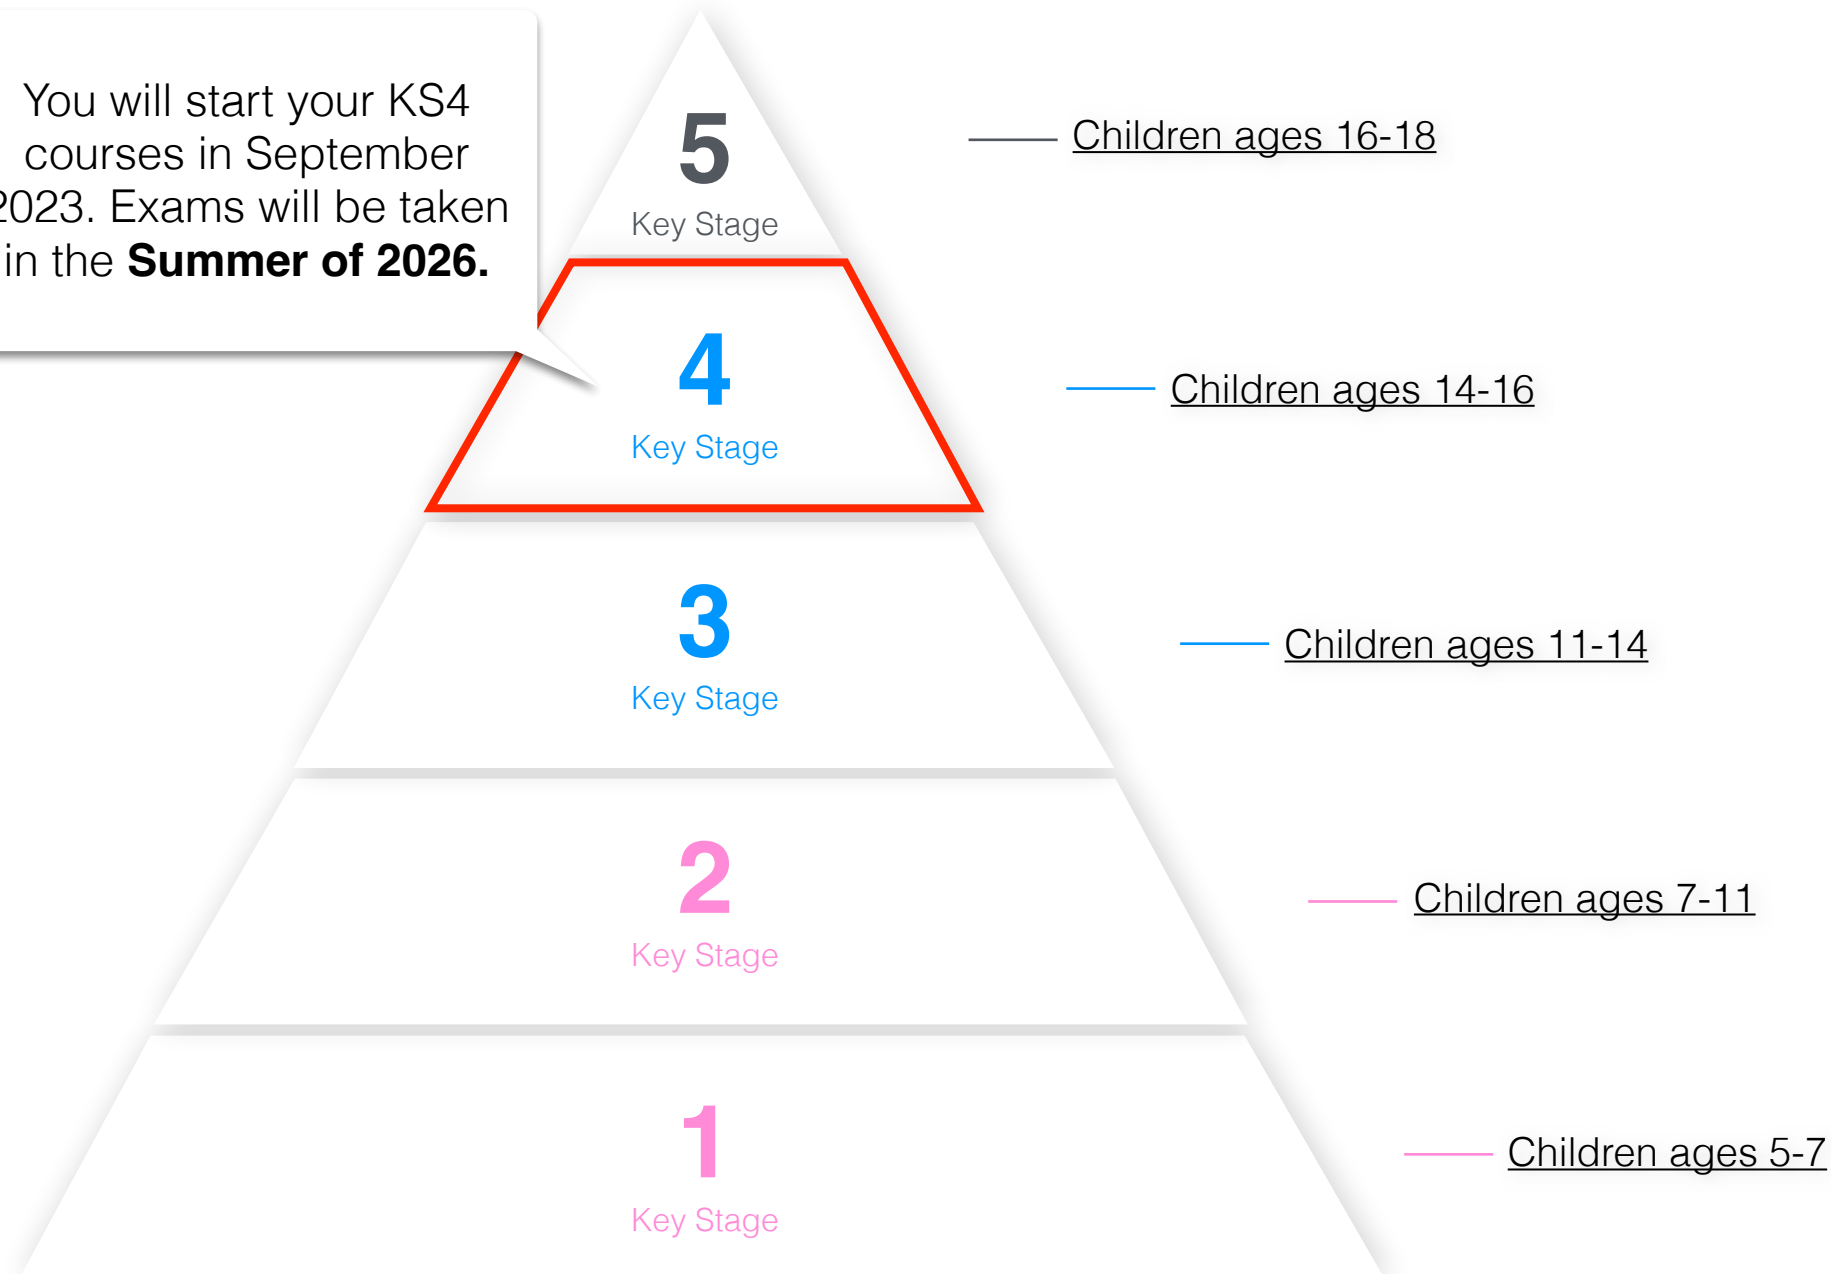 You will start your KS4
courses in September
2023. Exams will be taken
in the Summer of 2026.
5
Key Stage
Children ages 16-18
4
Key Stage
Children ages 14-16
3
Key Stage
Children ages 11-14
2
Key Stage
Children ages 7-11
1
Key Stage
Children ages 5-7